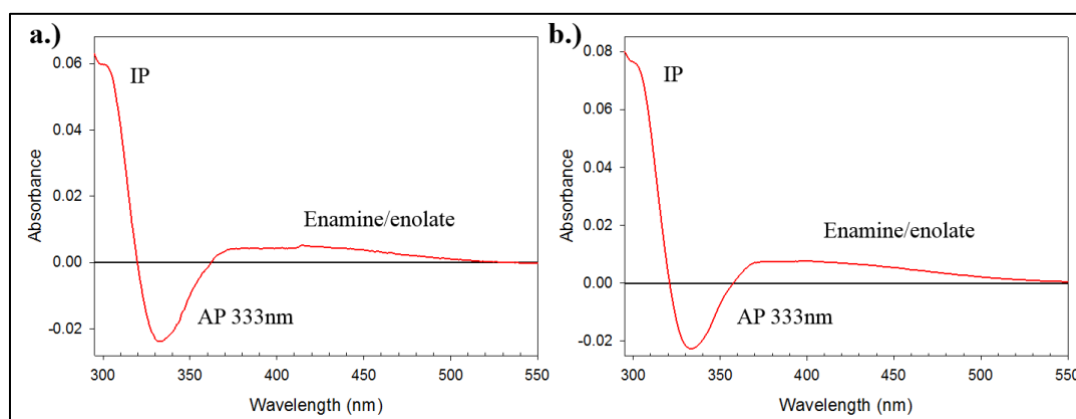 a.)
IP
Enamine/enolate
AP 333nm
Absorbance
0.06
0.04
0.02
0.00
-0.02
300 350 400 450 500 550
Wavelength (nm)
b.)
IP
Enamine/enolate
AP 333nm
Absorbance
0.08
0.06
0.04
0.02
0.00
-0.02
300 350 400 450 500 550
Wavelength (nm)